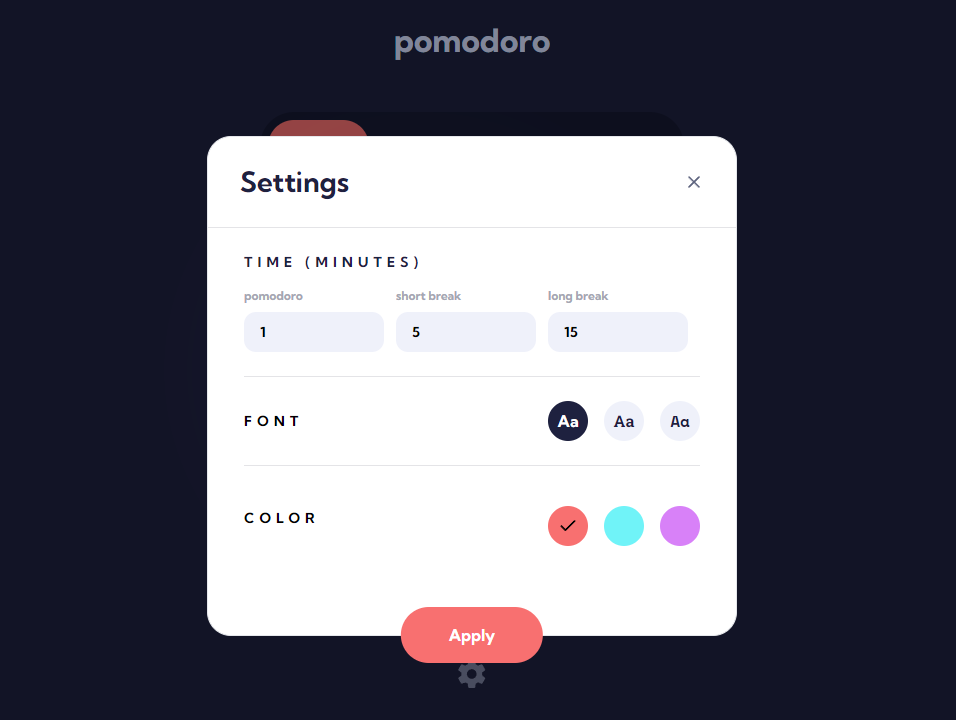 pomodoro
Settings
TIME (MINUTES)
pomodoro short break long break
1 5 15
FONT Aa Aa Aa
COLOR
Apply